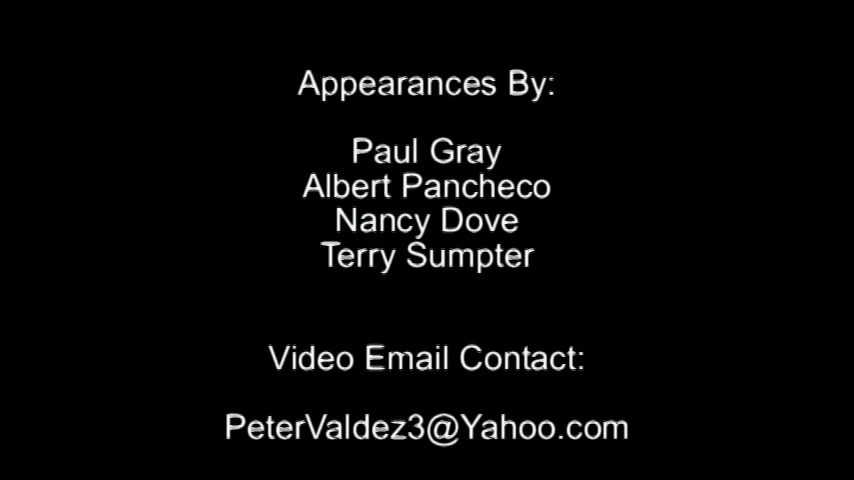 Appearances By:
Paul Gray
Albert Pancheco
Nancy Dove
Terry Sumpter
Video Email Contact:
PeterValdez3@Yahoo.com